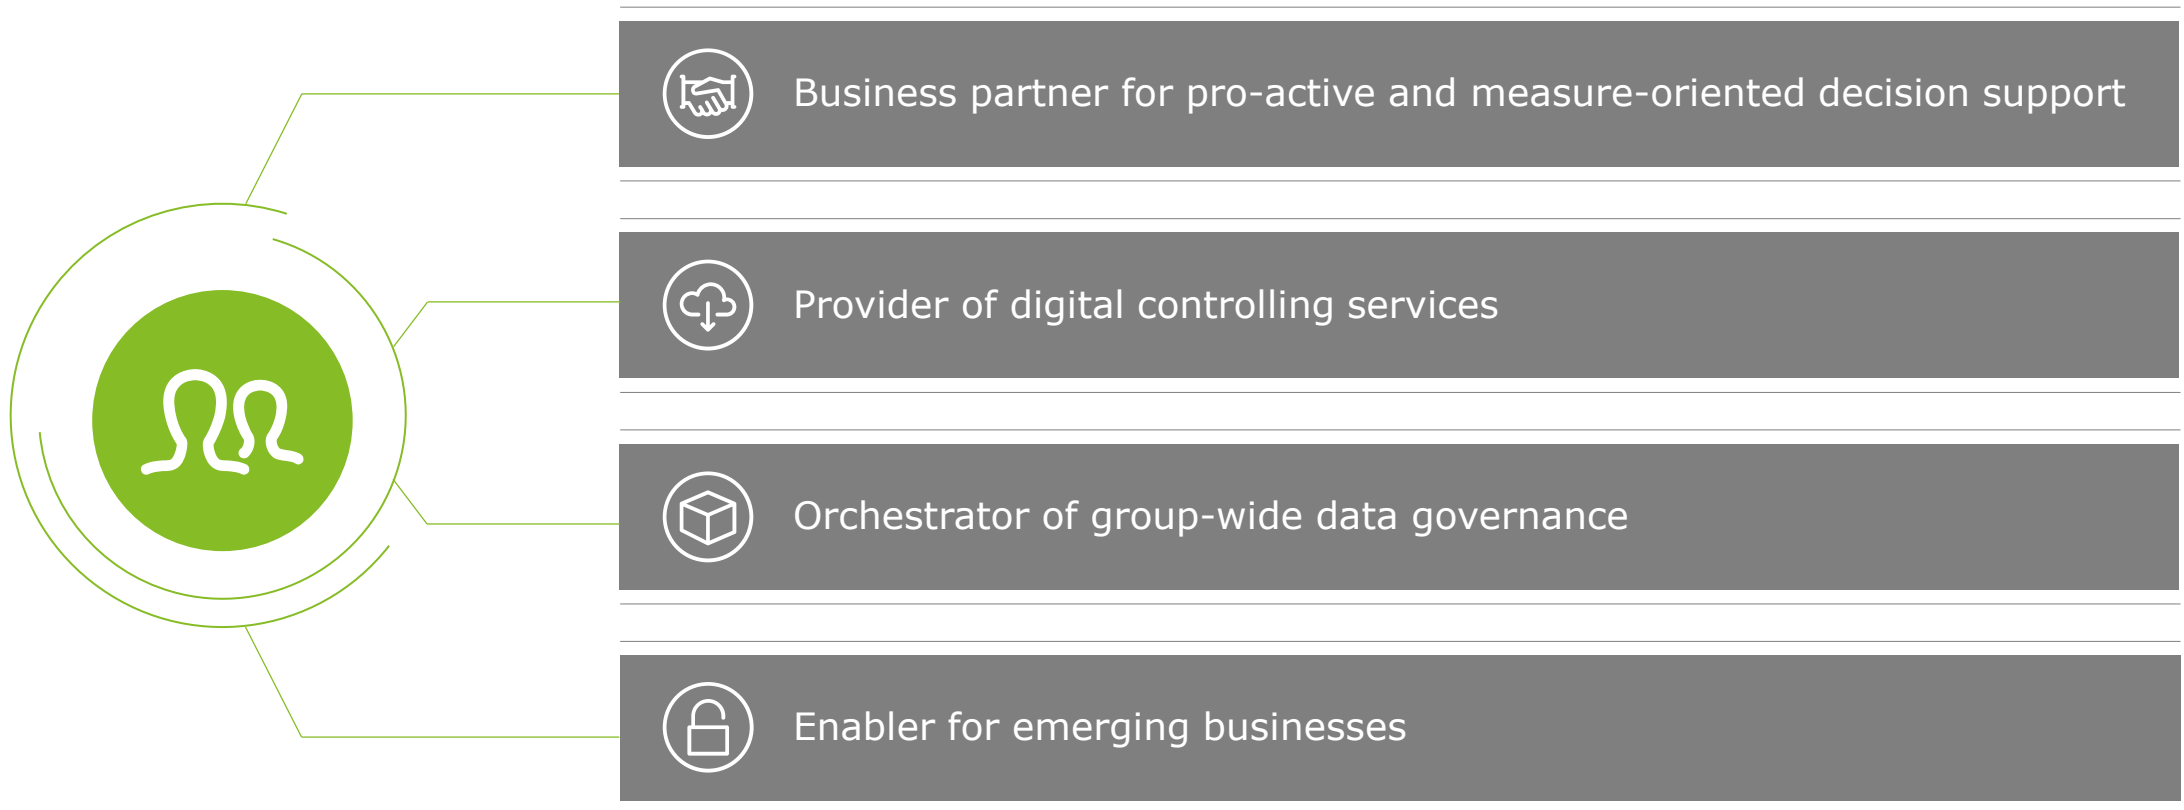 Business partner for pro-active and measure-oriented decision support
Provider of digital controlling services
Orchestrator of group-wide data governance
Enabler for emerging businesses